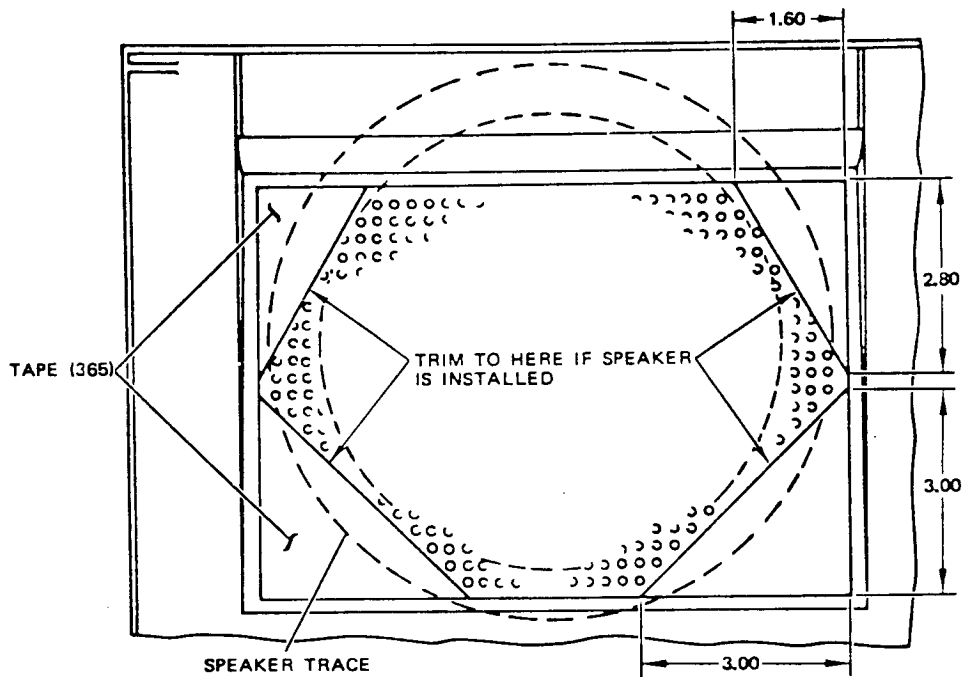 1.60
2.80
TAPE (365)
TRIM TO HERE IF SPEAKER
IS INSTALLED
3.00
SPEAKER TRACE
3.00